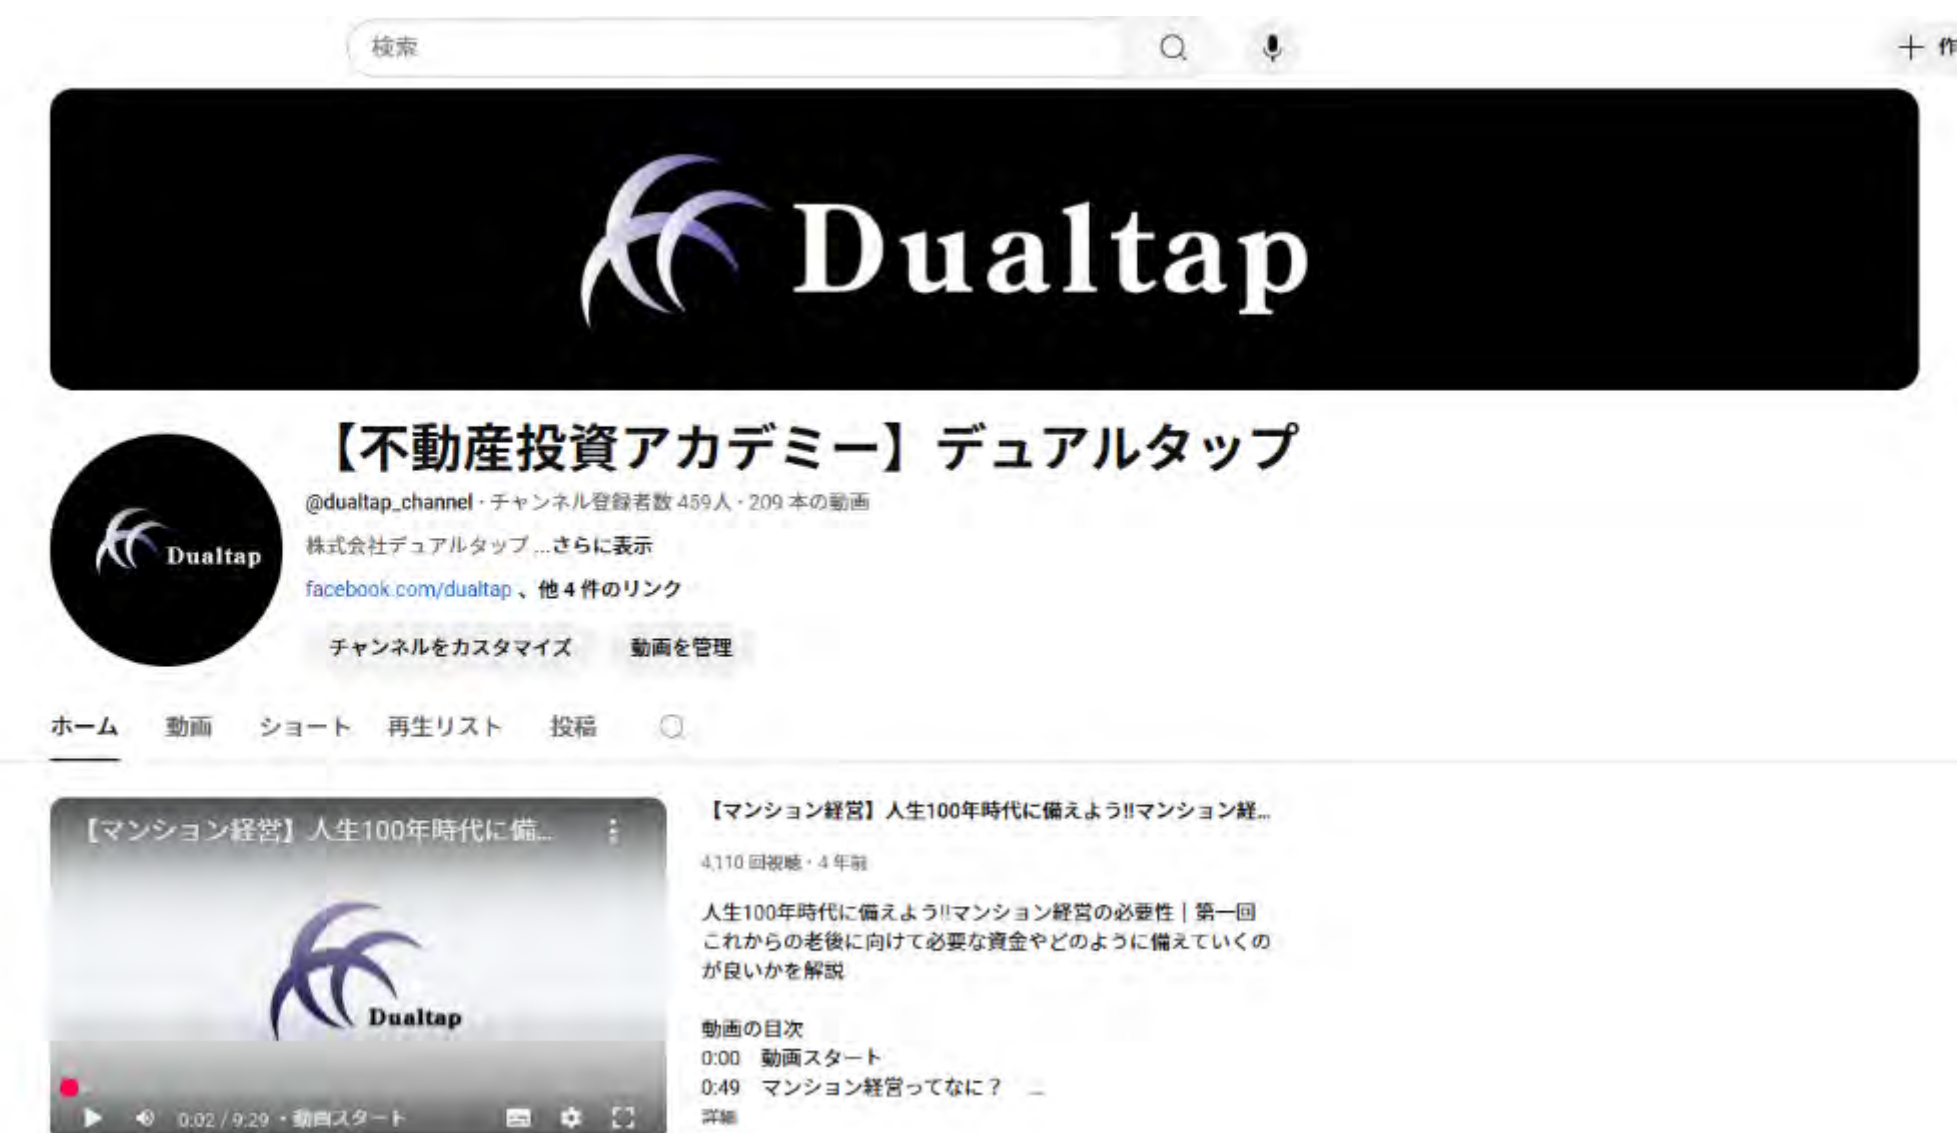 検索
作
Dualtap
【不動産投資アカデミー】デュアルタップ
@dualtap_channel・チャンネル登録者数 459人・209 本の動画
Dualtap
株式会社デュアルタップ ...さらに表示
facebook.com/dualtap 、他 4 件のリンク
チャンネルをカスタマイズ 動画を管理
ホーム 動画 ショート 再生リスト 投稿
【マンション経営】人生100年時代に備...
Dualtap
0:02 / 9:29 ・動画スタート
【マンション経営】人生100年時代に備えよう!!マンション経...
4,110 回視聴・4 年前
人生100年時代に備えよう!!マンション経営の必要性｜第一回
これからの老後に向けて必要な資金やどのように備えていくの
が良いかを解説
動画の目次
0:00 動画スタート
0:49 マンション経営ってなに？ ...
詳細